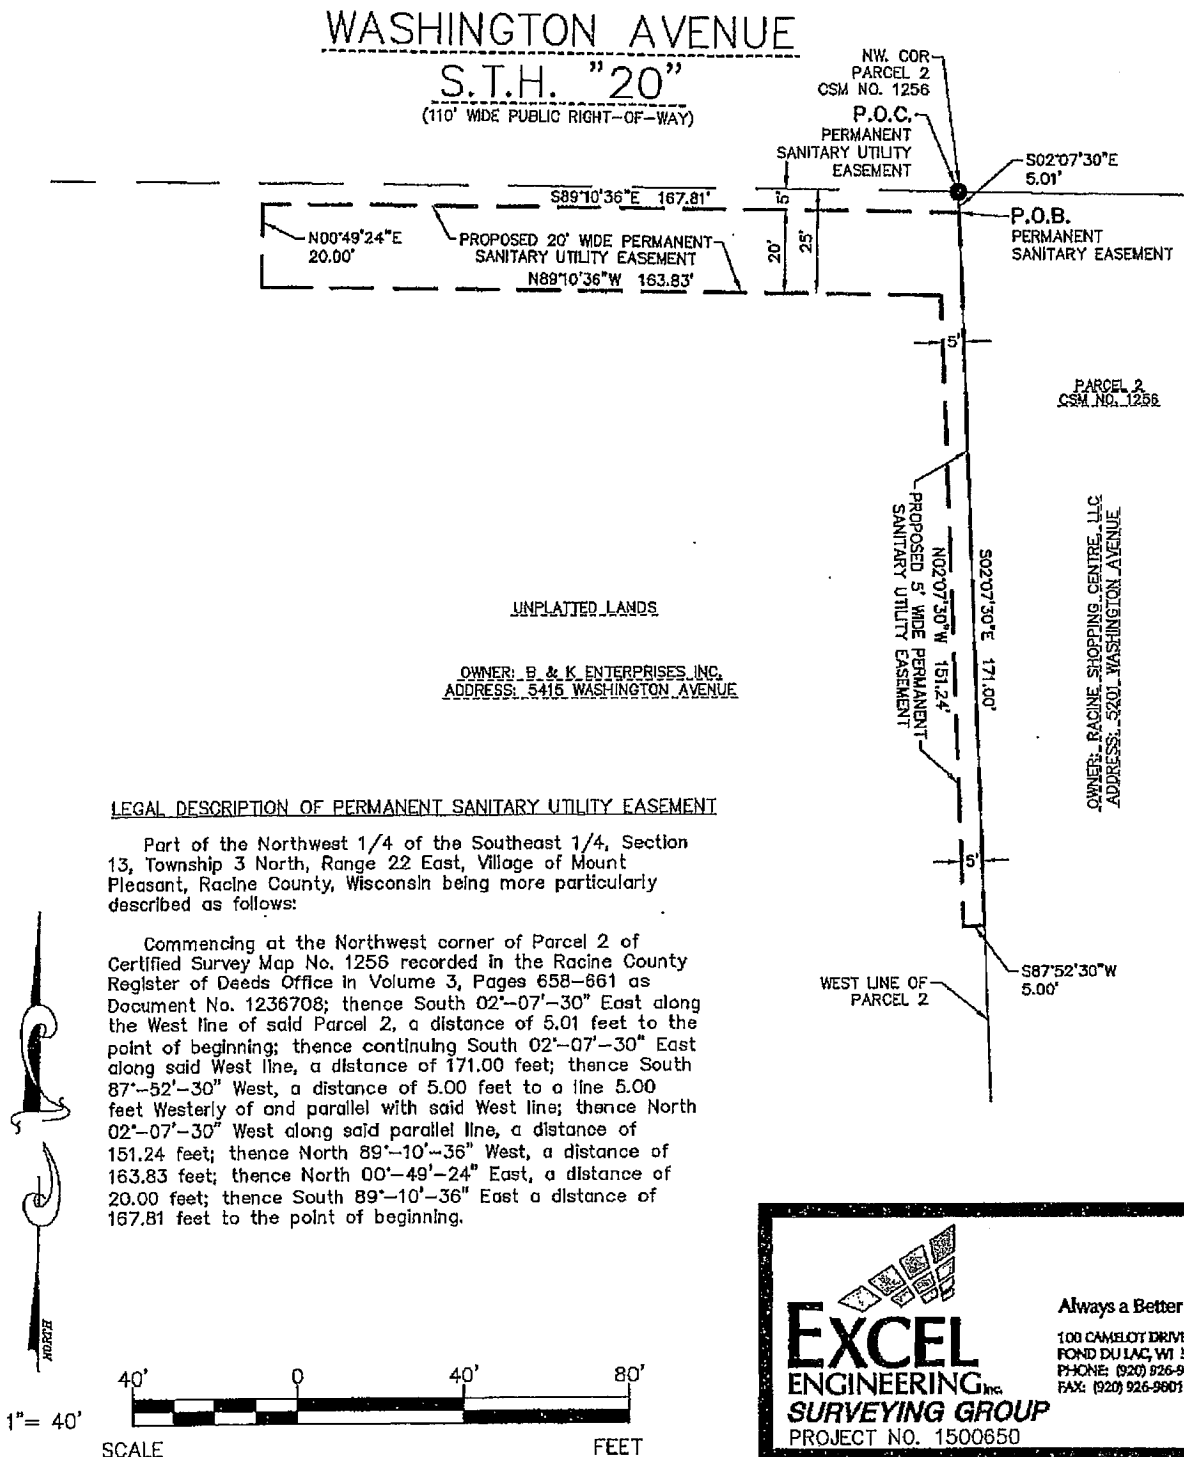 WASHINGTON AVENUE
S.T.H. "20"
(110' WIDE PUBLIC RIGHT-OF-WAY)
NW. COR
PARCEL 2
CSM NO. 1256
P.O.C.
PERMANENT
SANITARY UTILITY
EASEMENT
S02°07'30"E
5.01'
P.O.B.
PERMANENT
SANITARY EASEMENT
S89°10'36"E 167.81'
5'
N00°49'24"E
20.00'
PROPOSED 20' WIDE PERMANENT
SANITARY UTILITY EASEMENT
20'
25'
N89°10'36"W 163.83'
5'
PARCEL 2
CSM NO. 1256
PROPOSED 5' WIDE PERMANENT
SANITARY UTILITY EASEMENT
N02°07'30"W 151.24'
S02°07'30"E 171.00'
OWNER: RACINE SHOPPING CENTRE, LLC
ADDRESS: 5201 WASHINGTON AVENUE
UNPLATTED LANDS
OWNER: B & K ENTERPRISES INC.
ADDRESS: 5415 WASHINGTON AVENUE
5'
S87°52'30"W
5.00'
WEST LINE OF
PARCEL 2
LEGAL DESCRIPTION OF PERMANENT SANITARY UTILITY EASEMENT
Part of the Northwest 1/4 of the Southeast 1/4, Section
13, Township 3 North, Range 22 East, Village of Mount
Pleasant, Racine County, Wisconsin being more particularly
described as follows:
Commencing at the Northwest corner of Parcel 2 of
Certified Survey Map No. 1256 recorded in the Racine County
Register of Deeds Office in Volume 3, Pages 658-661 as
Document No. 1236708; thence South 02°-07'-30" East along
the West line of said Parcel 2, a distance of 5.01 feet to the
point of beginning; thence continuing South 02°-07'-30" East
along said West line, a distance of 171.00 feet; thence South
87°-52'-30" West, a distance of 5.00 feet to a line 5.00
feet Westerly of and parallel with said West line; thence North
02°-07'-30" West along said parallel line, a distance of
151.24 feet; thence North 89°-10'-36" West, a distance of
163.83 feet; thence North 00°-49'-24" East, a distance of
20.00 feet; thence South 89°-10'-36" East a distance of
167.81 feet to the point of beginning.
NORTH
1"= 40'
40' 0 40' 80'
SCALE FEET
EXCEL
ENGINEERING Inc.
SURVEYING GROUP
PROJECT NO. 1500650
Always a Better
100 CAMELOT DRIVE
FOND DU LAC, WI
PHONE: (920) 926-9
FAX: (920) 926-9801